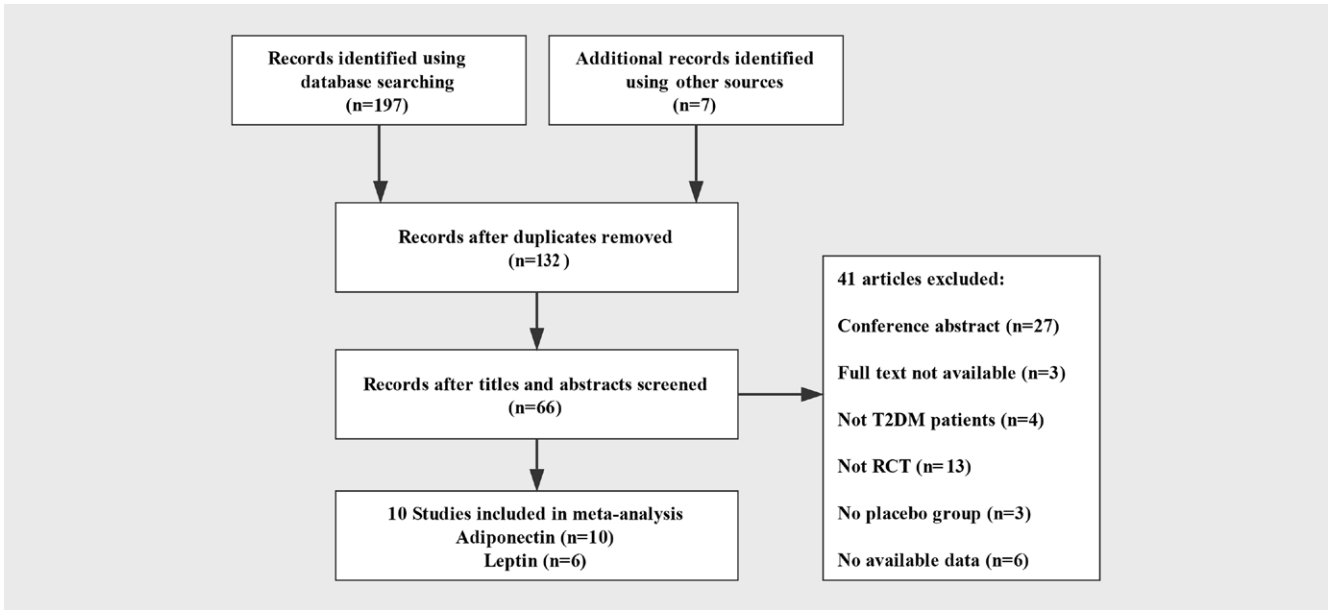 Records identified using
database searching
(n=197)
Additional records identified
using other sources
(n=7)
Records after duplicates removed
(n=132 )
Records after titles and abstracts screened
(n=66)
41 articles excluded:
Conference abstract (n=27)
Full text not available (n=3)
Not T2DM patients (n=4)
Not RCT (n=13)
No placebo group (n=3)
No available data (n=6)
10 Studies included in meta-analysis
Adiponectin (n=10)
Leptin (n=6)